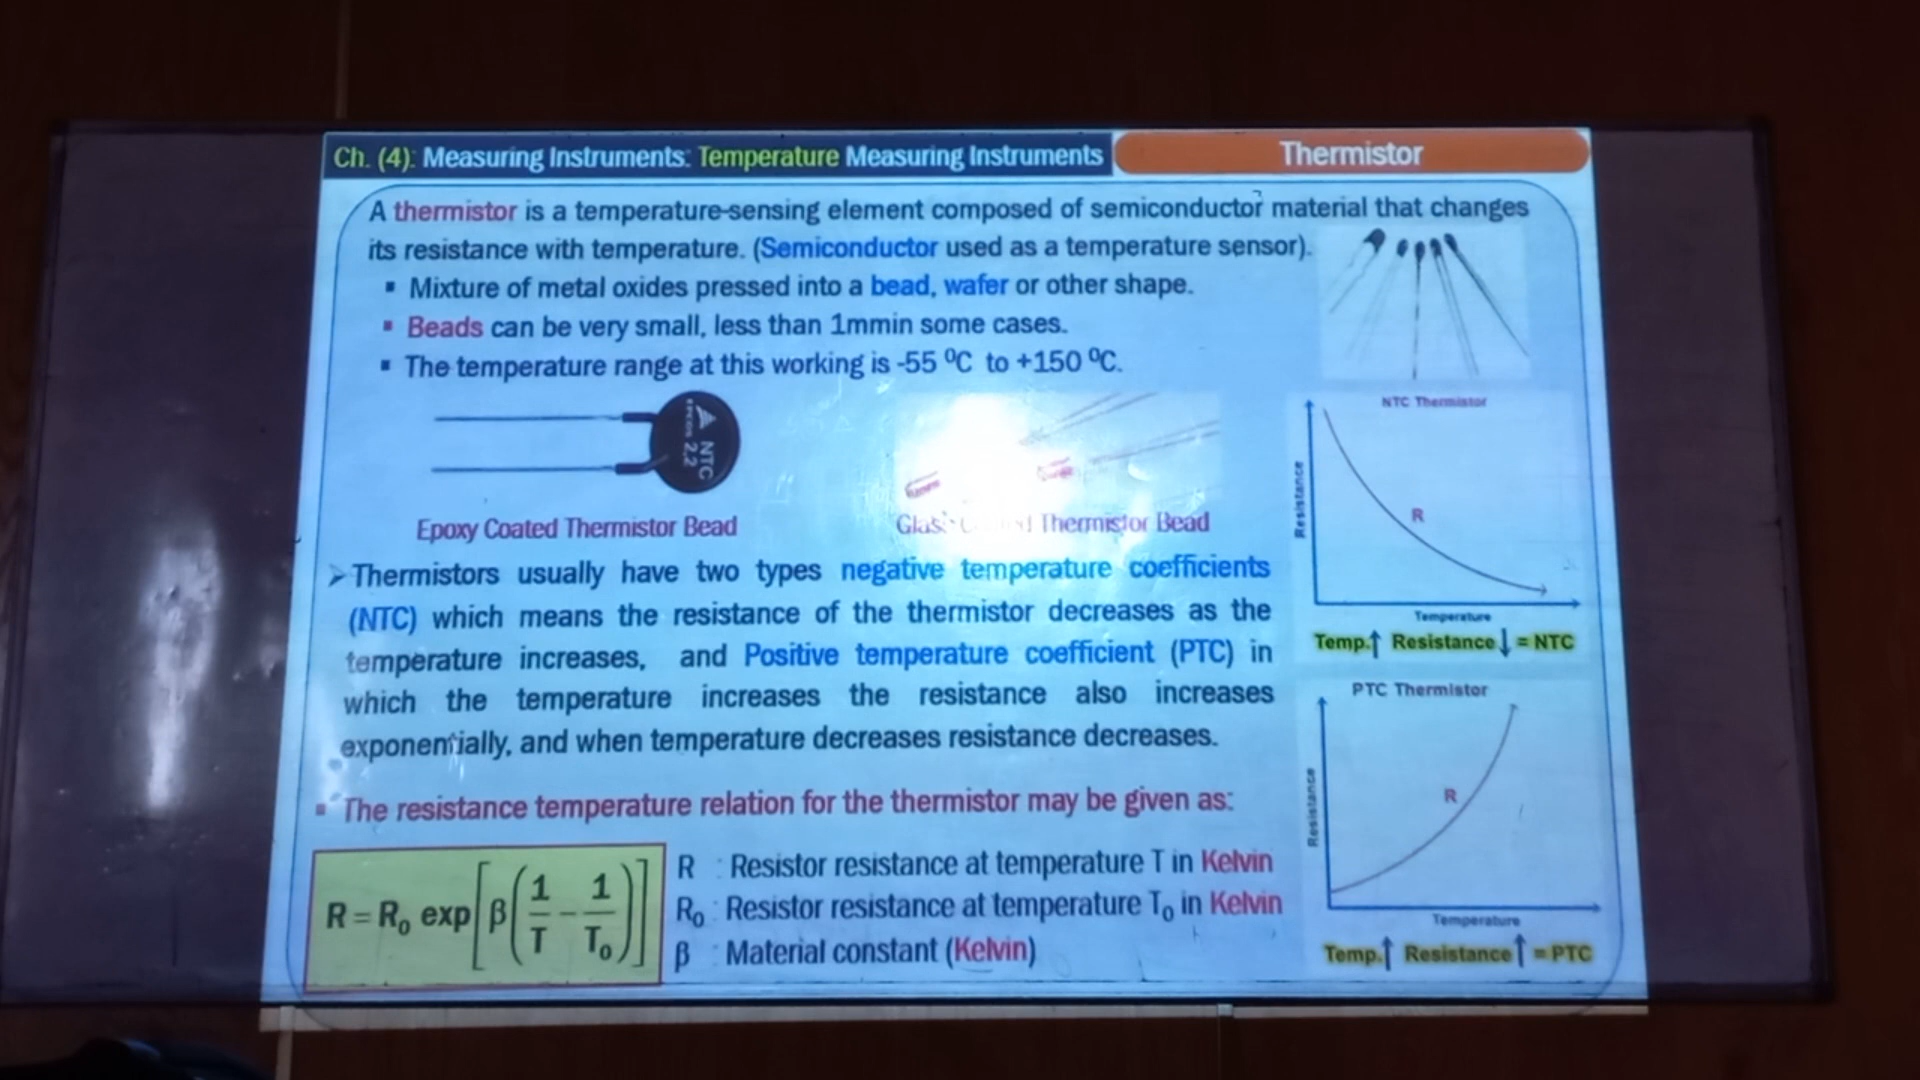 Ch. (4): Measuring Instruments: Temperature Measuring Instruments
Thermistor
A thermistor is a temperature-sensing element composed of semiconductor material that changes
its resistance with temperature. (Semiconductor used as a temperature sensor).
▪ Mixture of metal oxides pressed into a bead, wafer or other shape.
▪ Beads can be very small, less than 1mmin some cases.
▪ The temperature range at this working is -55 ⁰C to +150 ⁰C.
EPCOS
NTC
2.2
Epoxy Coated Thermistor Bead
Thermistor Bead
➢ Thermistors usually have two types negative temperature coefficients
(NTC) which means the resistance of the thermistor decreases as the
temperature increases, and Positive temperature coefficient (PTC) in
which the temperature increases the resistance also increases
exponentially, and when temperature decreases resistance decreases.
▪ The resistance temperature relation for the thermistor may be given as:
R = R₀ exp[β(1/T − 1/T₀)]
R : Resistor resistance at temperature T in Kelvin
R₀ : Resistor resistance at temperature T₀ in Kelvin
β : Material constant (Kelvin)
NTC Thermistor
Resistance
R
Temperature
Temp.↑ Resistance↓ = NTC
PTC Thermistor
Resistance
R
Temperature
Temp.↑ Resistance↑ = PTC